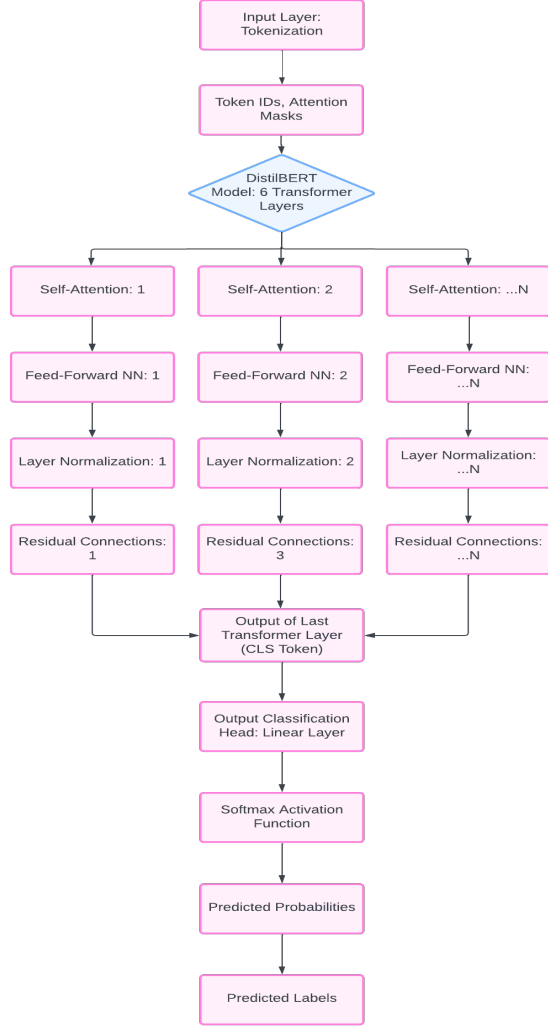 Input Layer:
Tokenization
Token IDs, Attention
Masks
DistilBERT
Model: 6 Transformer
Layers
Self-Attention: 1
Self-Attention: 2
Self-Attention: ...N
Feed-Forward NN: 1
Feed-Forward NN: 2
Feed-Forward NN:
...N
Layer Normalization: 1
Layer Normalization: 2
Layer Normalization:
...N
Residual Connections:
1
Residual Connections:
3
Residual Connections:
...N
Output of Last
Transformer Layer
(CLS Token)
Output Classification
Head: Linear Layer
Softmax Activation
Function
Predicted Probabilities
Predicted Labels